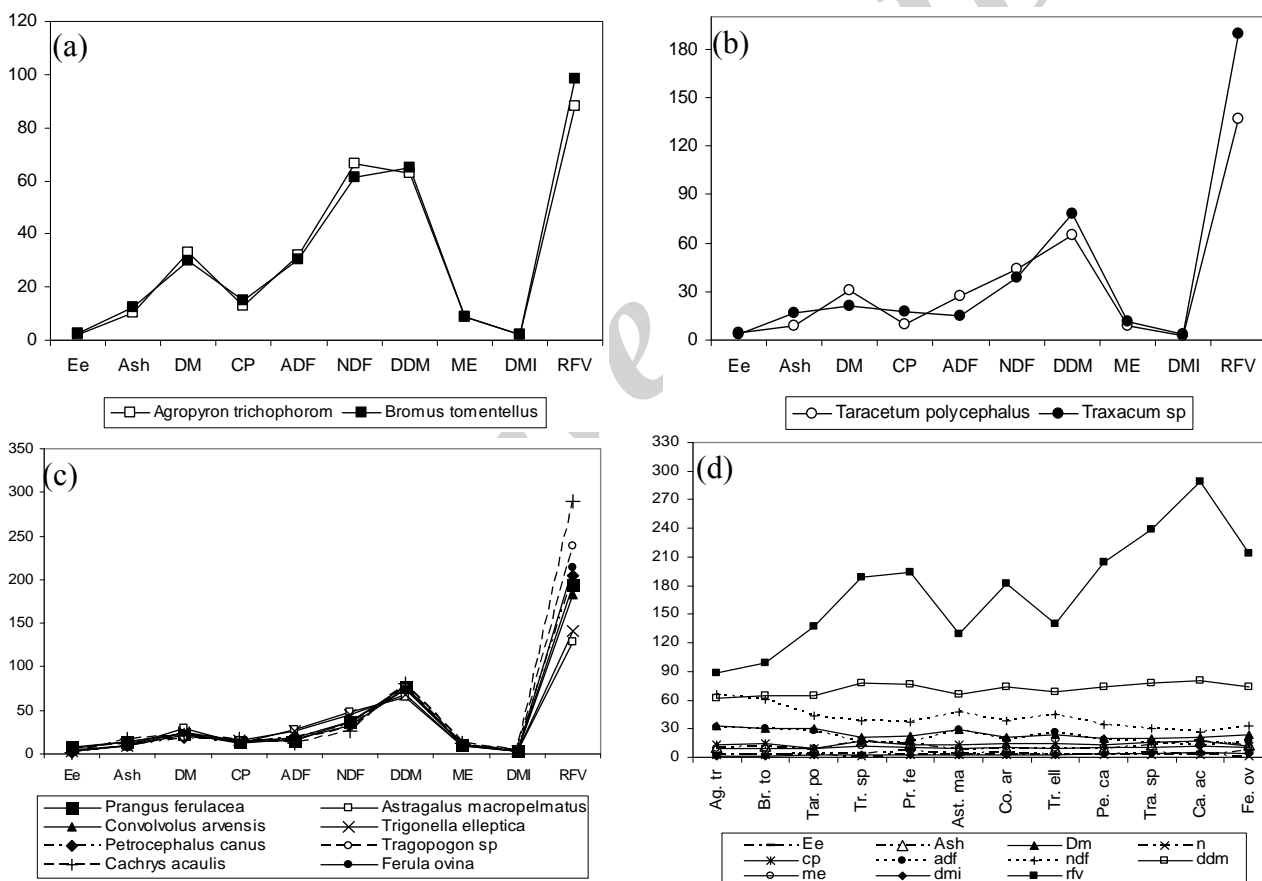 (a)
120
100
80
60
40
20
0
Ee Ash DM CP ADF NDF DDM ME DMI RFV
Agropyron trichophorom Bromus tomentellus
(b)
180
150
120
90
60
30
0
Ee Ash DM CP ADF NDF DDM ME DMI RFV
Taracetum polycephalus Traxacum sp
(c)
350
300
250
200
150
100
50
0
Ee Ash DM CP ADF NDF DDM ME DMI RFV
Prangus ferulacea Astragalus macropelmatus
Convolvolus arvensis Trigonella elleptica
Petrocephalus canus Tragopogon sp
Cachrys acaulis Ferula ovina
(d)
330
300
270
240
210
180
150
120
90
60
30
0
Ag. tr Br. to Tar. po Tr. sp Pr. fe Ast. ma Co. ar Tr. ell Pe. ca Tra. sp Ca. ac Fe. ov
Ee Ash Dm n
cp adf ndf ddm
me dmi rfv